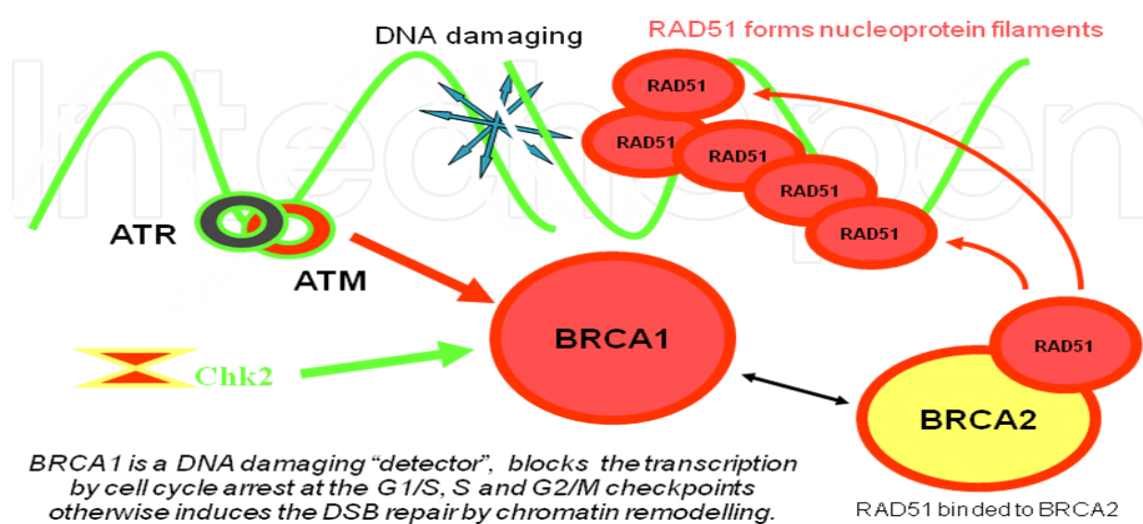 DNA damaging
RAD51 forms nucleoprotein filaments
RAD51
RAD51
RAD51
RAD51
RAD51
ATR
ATM
BRCA1
RAD51
Chk2
BRCA2
BRCA1 is a DNA damaging “detector”, blocks the transcription
by cell cycle arrest at the G1/S, S and G2/M checkpoints
otherwise induces the DSB repair by chromatin remodelling.
RAD51 binded to BRCA2
IntechOpen